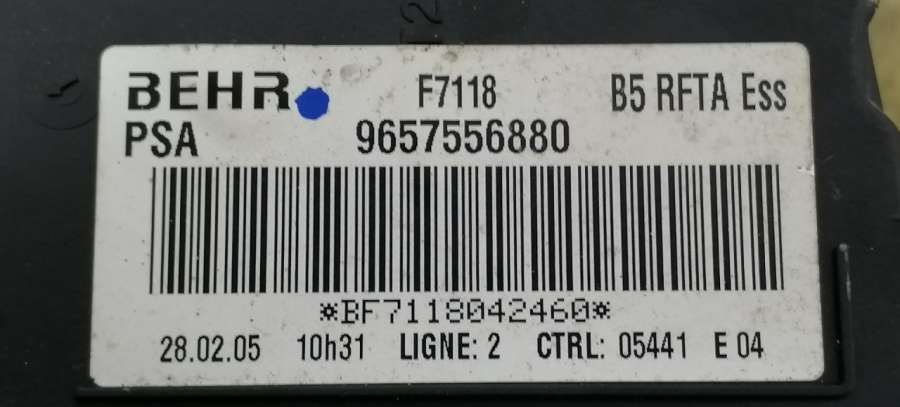 BEHR F7118 B5 RFTA Ess
PSA 9657556880
*BF7118042460*
28.02.05 10h31 LIGNE: 2 CTRL: 05441 E 04